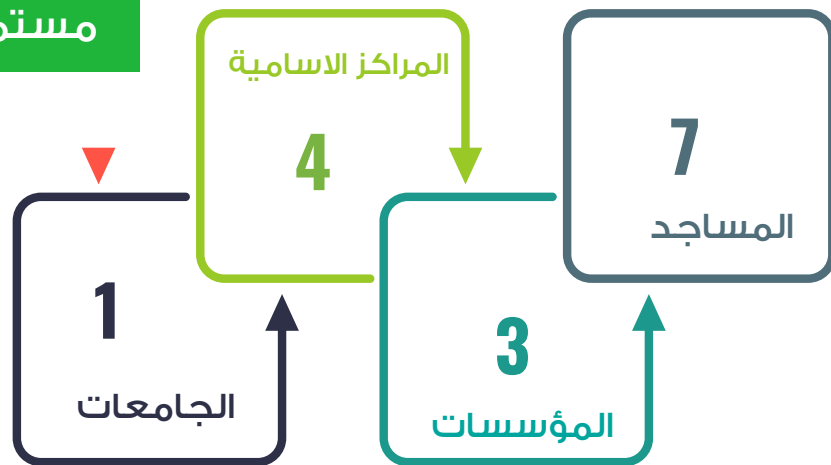 المراكز الاسامية
4
7
المساجد
1
الجامعات
3
المؤسسات